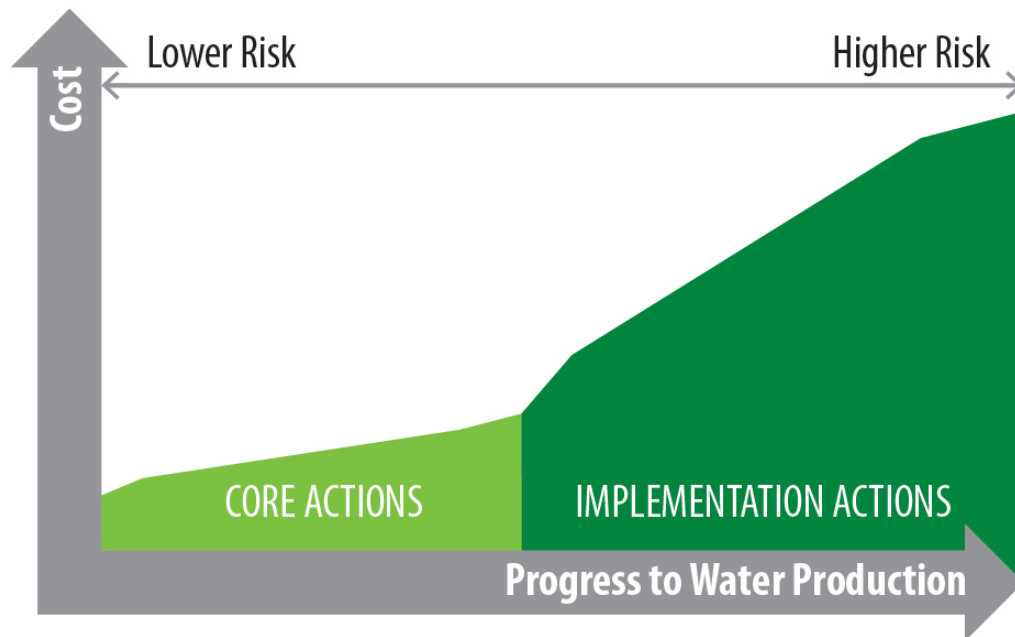 Lower Risk
Higher Risk
Cost
CORE ACTIONS
IMPLEMENTATION ACTIONS
Progress to Water Production